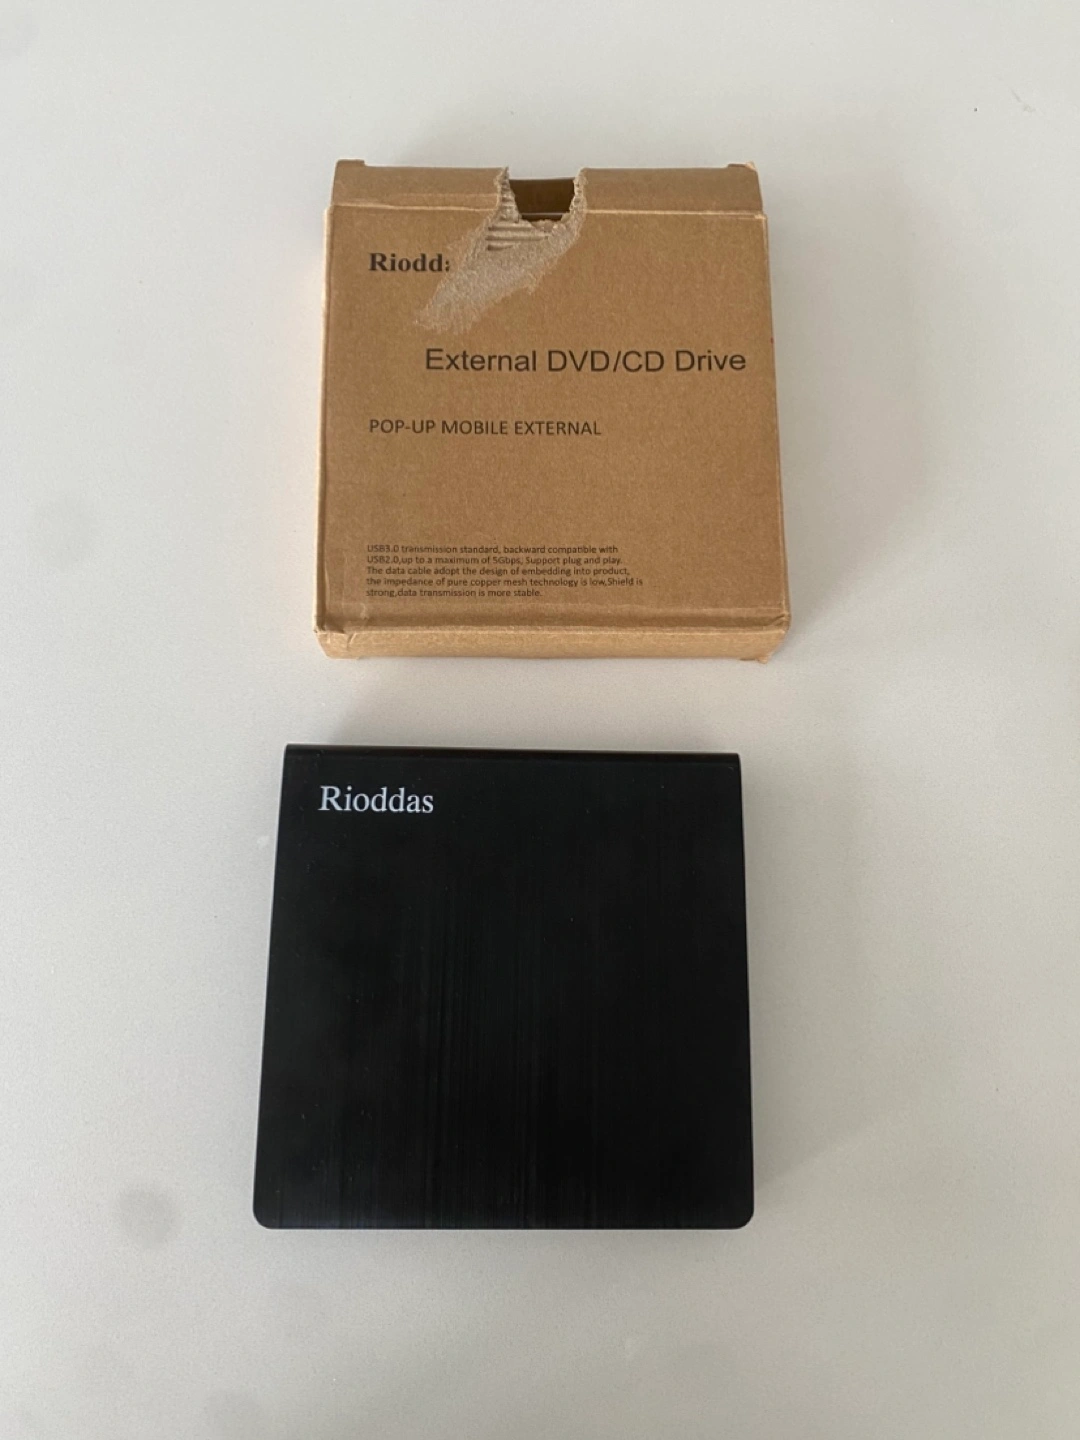 Riodda
External DVD/CD Drive
POP-UP MOBILE EXTERNAL
USB3.0 transmission standard, backward compatible with
USB2.0,up to a maximum of 5Gbps, Support plug and play.
The data cable adopt the design of embedding into product,
the impedance of pure copper mesh technology is low,Shield is
strong,data transmission is more stable.
Rioddas